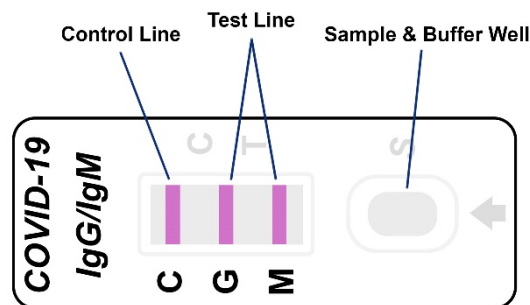 Control Line
Test Line
Sample & Buffer Well
COVID-19
IgG/IgM
C T S
C G M